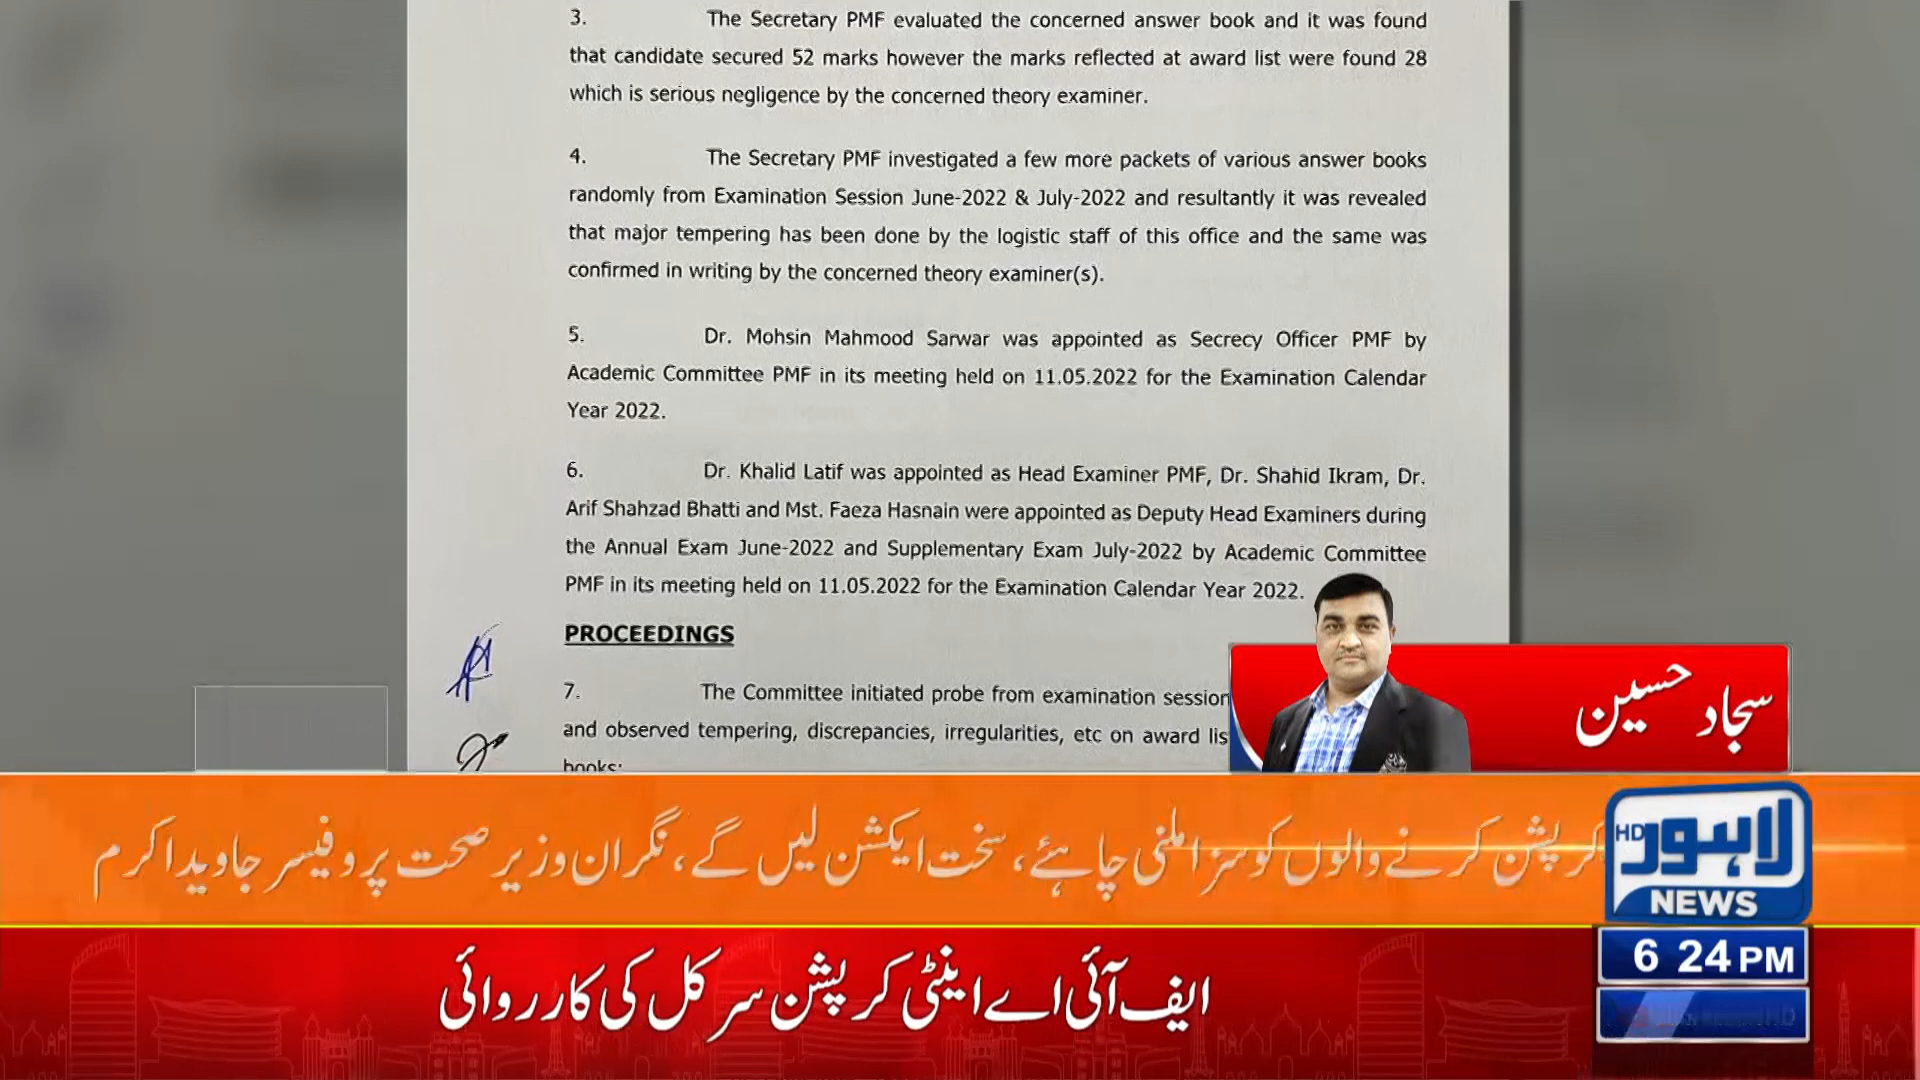 3. The Secretary PMF evaluated the concerned answer book and it was found
that candidate secured 52 marks however the marks reflected at award list were found 28
which is serious negligence by the concerned theory examiner.
4. The Secretary PMF investigated a few more packets of various answer books
randomly from Examination Session June-2022 & July-2022 and resultantly it was revealed
that major tempering has been done by the logistic staff of this office and the same was
confirmed in writing by the concerned theory examiner(s).
5. Dr. Mohsin Mahmood Sarwar was appointed as Secrecy Officer PMF by
Academic Committee PMF in its meeting held on 11.05.2022 for the Examination Calendar
Year 2022.
6. Dr. Khalid Latif was appointed as Head Examiner PMF, Dr. Shahid Ikram, Dr.
Arif Shahzad Bhatti and Mst. Faeza Hasnain were appointed as Deputy Head Examiners during
the Annual Exam June-2022 and Supplementary Exam July-2022 by Academic Committee
PMF in its meeting held on 11.05.2022 for the Examination Calendar Year 2022.
PROCEEDINGS
7. The Committee initiated probe from examination session
and observed tempering, discrepancies, irregularities, etc on award lis
books:
سجاد حسین
کرپشن کرنے والوں کو سزا ملنی چاہئے، سخت ایکشن لیں گے، نگران وزیر صحت پروفیسر جاوید اکرم
لاہور HD
NEWS
6 24 PM
ایف آئی اے اینٹی کرپشن سرکل کی کارروائی